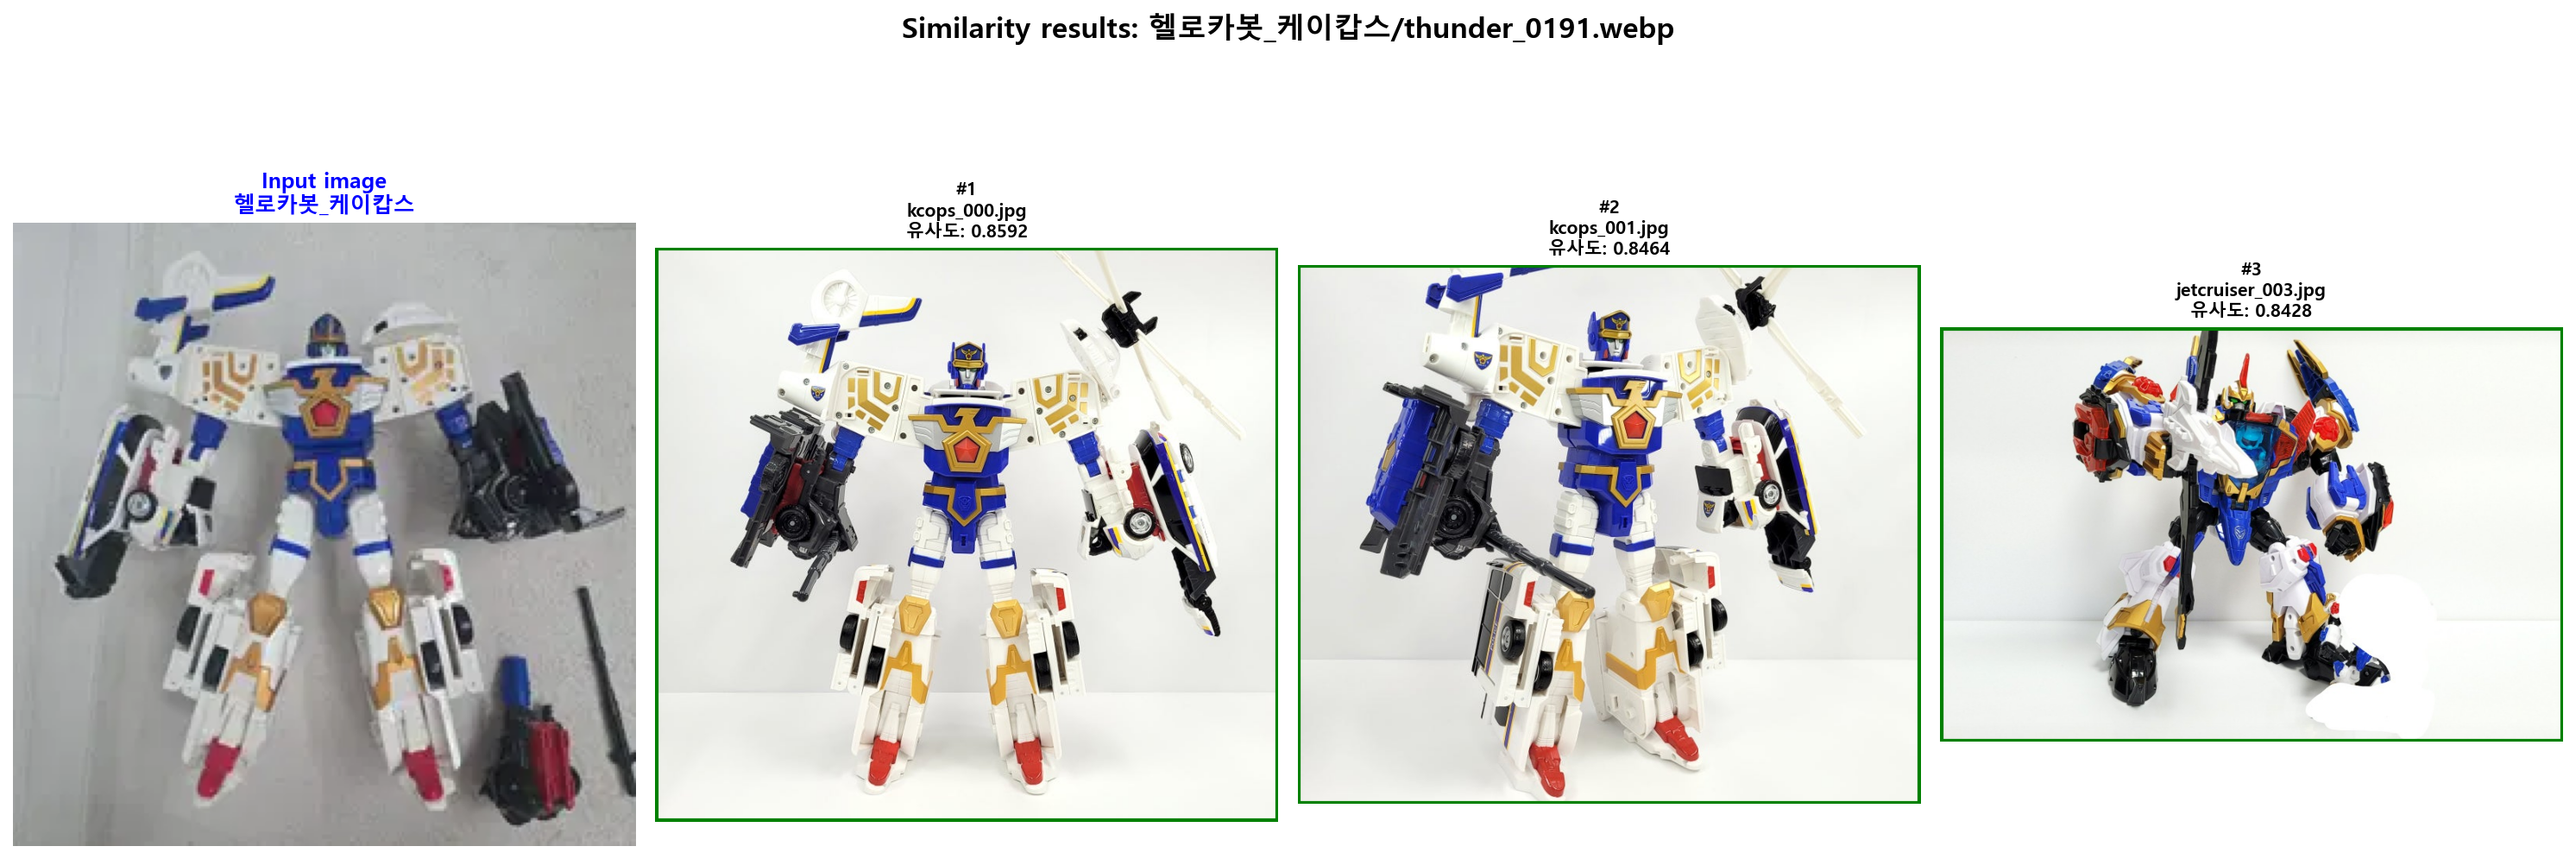 Similarity results: 헬로카봇_케이캅스/thunder_0191.webp
Input image
헬로카봇_케이캅스
#1
kcops_000.jpg
유사도: 0.8592
#2
kcops_001.jpg
유사도: 0.8464
#3
jetcruiser_003.jpg
유사도: 0.8428